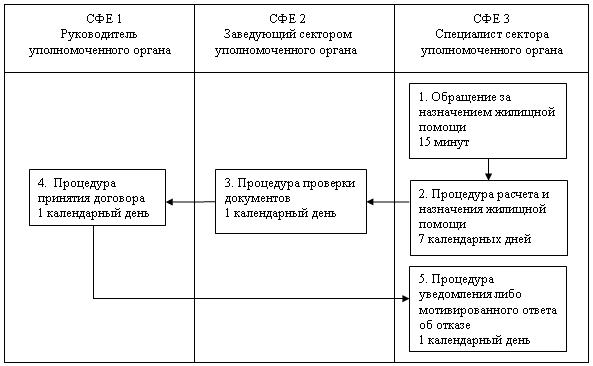 СФЕ 1
Руководитель
уполномоченного органа
СФЕ 2
Заведующий сектором
уполномоченного органа
СФЕ 3
Специалист сектора
уполномоченного органа
1. Обращение за
назначением жилищной
помощи
15 минут
2. Процедура расчета и
назначения жилищной
помощи
7 календарных дней
3. Процедура проверки
документов
1 календарный день
4. Процедура
принятия договора
1 календарный день
5. Процедура
уведомления либо
мотивированного ответа
об отказе
1 календарный день